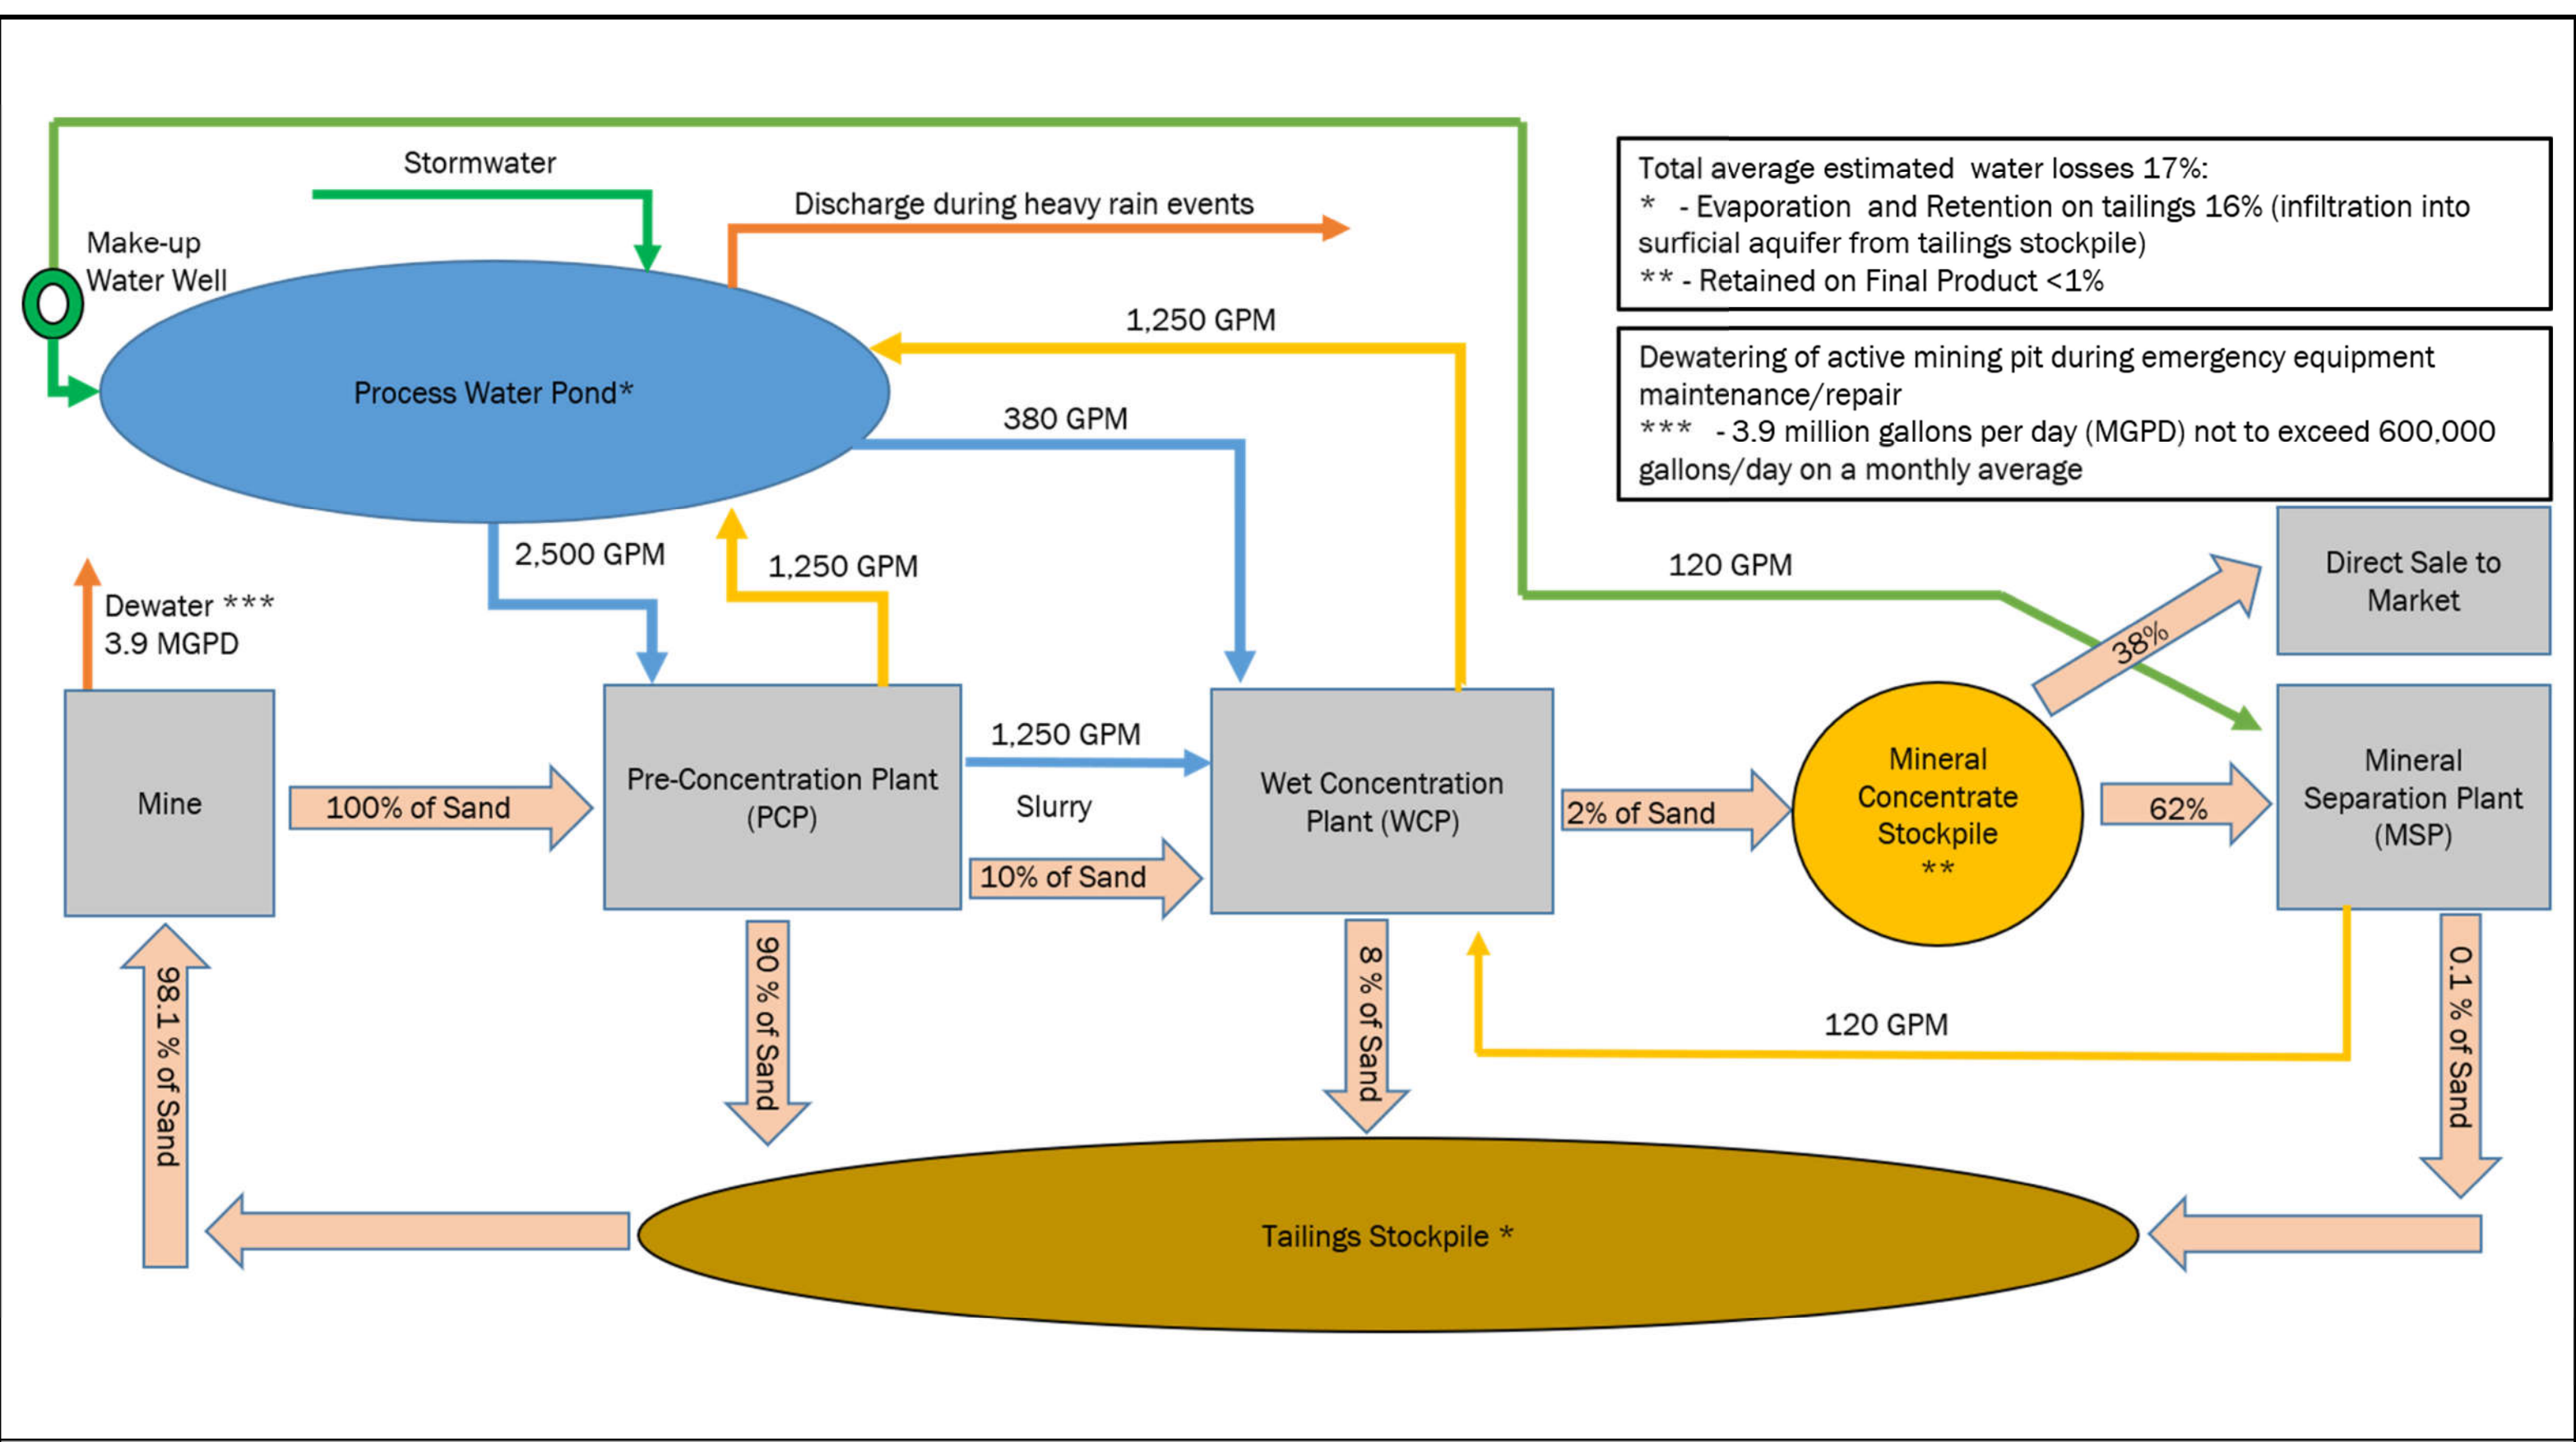 Stormwater
Discharge during heavy rain events
Make-up
Water Well
Total average estimated water losses 17%:
* - Evaporation and Retention on tailings 16% (infiltration into
surficial aquifer from tailings stockpile)
** - Retained on Final Product <1%
1,250 GPM
Process Water Pond*
380 GPM
Dewatering of active mining pit during emergency equipment
maintenance/repair
*** - 3.9 million gallons per day (MGPD) not to exceed 600,000
gallons/day on a monthly average
2,500 GPM
1,250 GPM
120 GPM
Direct Sale to
Market
Dewater ***
3.9 MGPD
38%
Mine
100% of Sand
Pre-Concentration Plant
(PCP)
1,250 GPM
Slurry
10% of Sand
Wet Concentration
Plant (WCP)
2% of Sand
Mineral
Concentrate
Stockpile
**
62%
Mineral
Separation Plant
(MSP)
98.1 % of Sand
90 % of Sand
8 % of Sand
120 GPM
0.1 % of Sand
Tailings Stockpile *